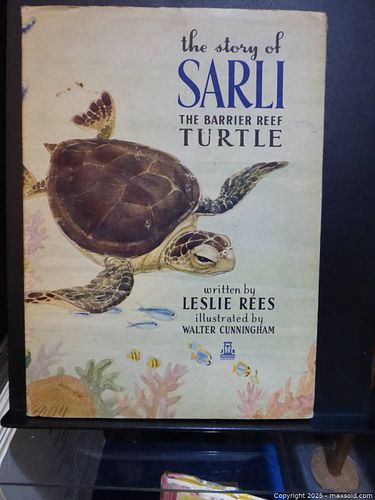 the story of
SARLI
THE BARRIER REEF
TURTLE
written by
LESLIE REES
illustrated by
WALTER CUNNINGHAM
Copyright © 2025 - maxsold.com